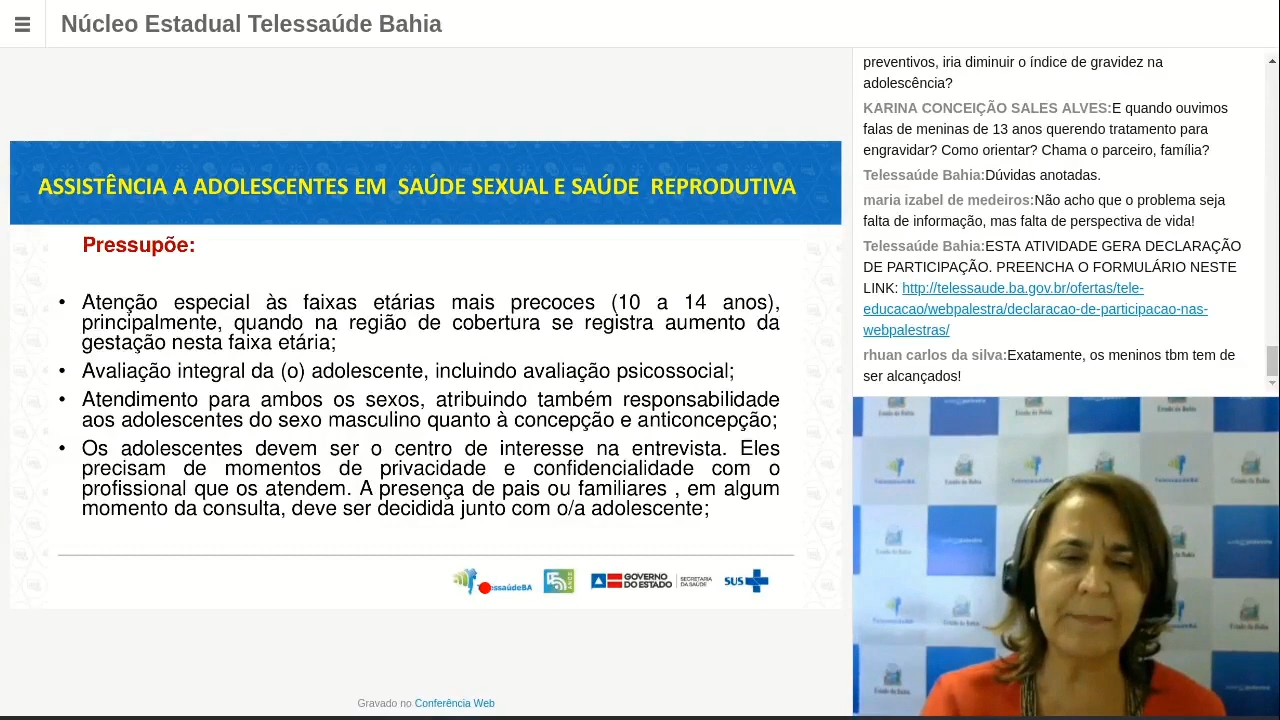 Núcleo Estadual Telessaúde Bahia
ASSISTÊNCIA A ADOLESCENTES EM SAÚDE SEXUAL E SAÚDE REPRODUTIVA
Pressupõe:
• Atenção especial às faixas etárias mais precoces (10 a 14 anos),
principalmente, quando na região de cobertura se registra aumento da
gestação nesta faixa etária;
• Avaliação integral da (o) adolescente, incluindo avaliação psicossocial;
• Atendimento para ambos os sexos, atribuindo também responsabilidade
aos adolescentes do sexo masculino quanto à concepção e anticoncepção;
• Os adolescentes devem ser o centro de interesse na entrevista. Eles
precisam de momentos de privacidade e confidencialidade com o
profissional que os atendem. A presença de pais ou familiares , em algum
momento da consulta, deve ser decidida junto com o/a adolescente;
GOVERNO
DO ESTADO
SECRETARIA
DA SAÚDE
SUS
Gravado no Conferência Web
preventivos, iria diminuir o índice de gravidez na
adolescência?
KARINA CONCEIÇÃO SALES ALVES:E quando ouvimos
falas de meninas de 13 anos querendo tratamento para
engravidar? Como orientar? Chama o parceiro, família?
Telessaúde Bahia:Dúvidas anotadas.
maria izabel de medeiros:Não acho que o problema seja
falta de informação, mas falta de perspectiva de vida!
Telessaúde Bahia:ESTA ATIVIDADE GERA DECLARAÇÃO
DE PARTICIPAÇÃO. PREENCHA O FORMULÁRIO NESTE
LINK: http://telessaude.ba.gov.br/ofertas/tele-
educacao/webpalestra/declaracao-de-participacao-nas-
webpalestras/
rhuan carlos da silva:Exatamente, os meninos tbm tem de
ser alcançados!